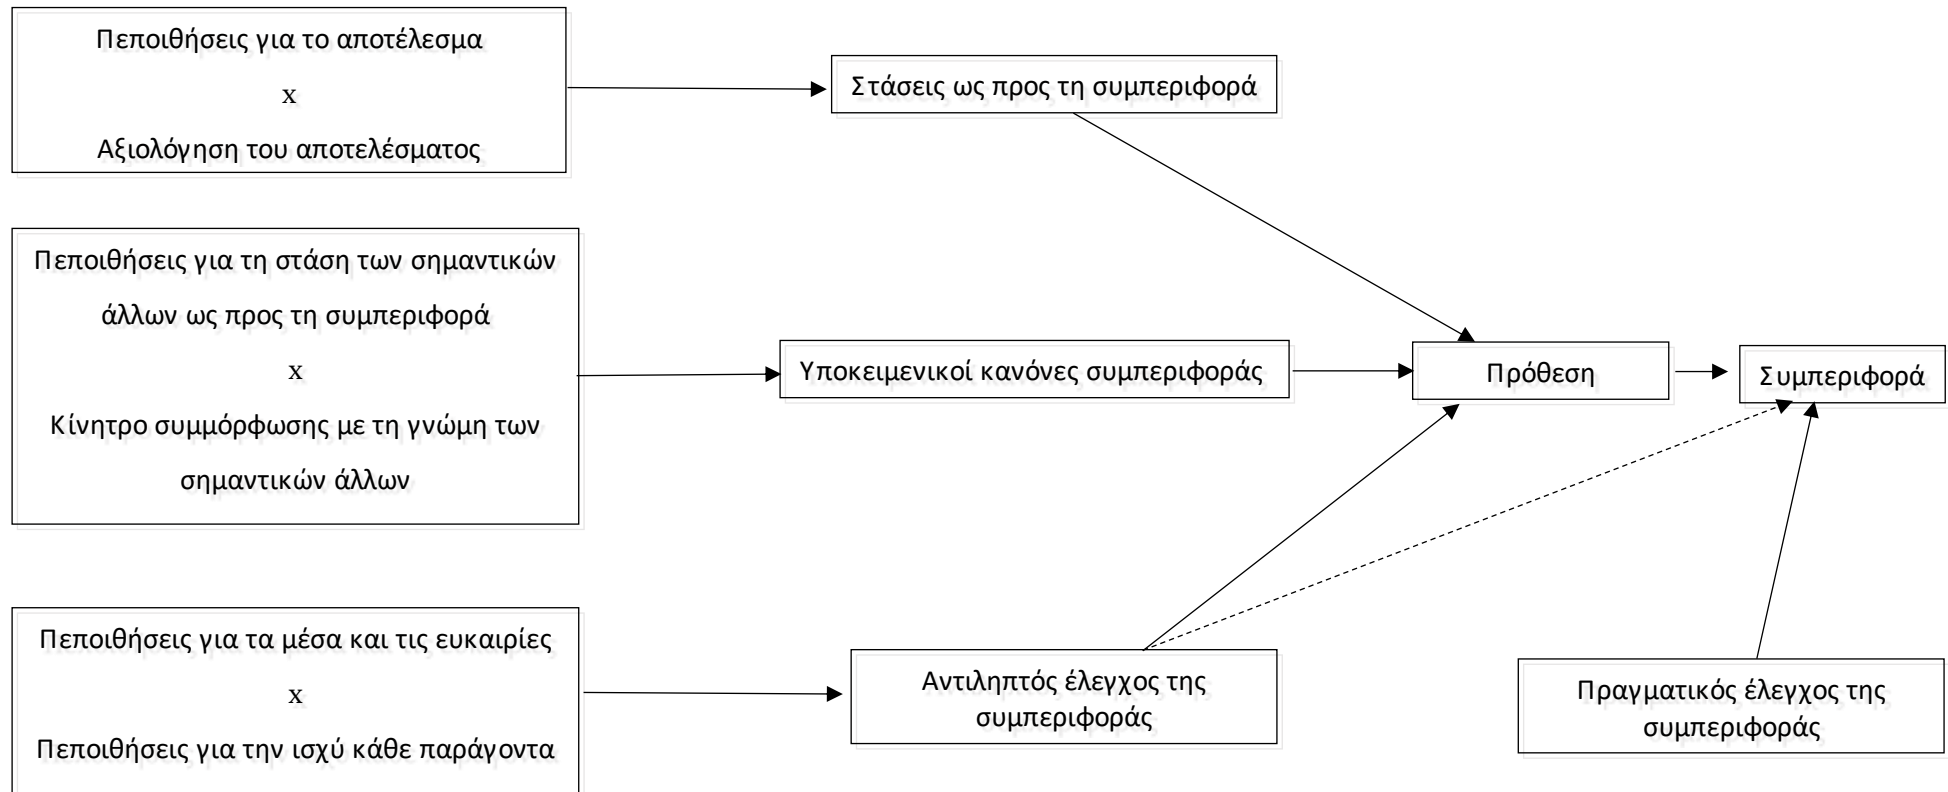 Πεποιθήσεις για το αποτέλεσμα
x
Αξιολόγηση του αποτελέσματος
Στάσεις ως προς τη συμπεριφορά
Πεποιθήσεις για τη στάση των σημαντικών
άλλων ως προς τη συμπεριφορά
x
Κίνητρο συμμόρφωσης με τη γνώμη των
σημαντικών άλλων
Υποκειμενικοί κανόνες συμπεριφοράς
Πρόθεση
Συμπεριφορά
Πεποιθήσεις για τα μέσα και τις ευκαιρίες
x
Πεποιθήσεις για την ισχύ κάθε παράγοντα
Αντιληπτός έλεγχος της
συμπεριφοράς
Πραγματικός έλεγχος της
συμπεριφοράς